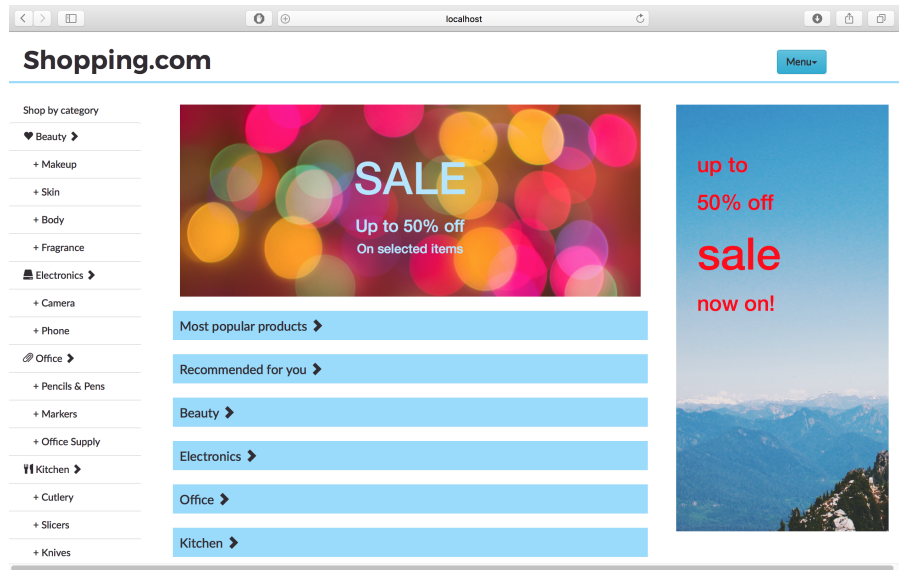 localhost
Shopping.com
Menu
Shop by category
Beauty
+ Makeup
+ Skin
+ Body
+ Fragrance
Electronics
+ Camera
+ Phone
Office
+ Pencils & Pens
+ Markers
+ Office Supply
Kitchen
+ Cutlery
+ Slicers
+ Knives
SALE
Up to 50% off
On selected items
Most popular products
Recommended for you
Beauty
Electronics
Office
Kitchen
up to
50% off
sale
now on!